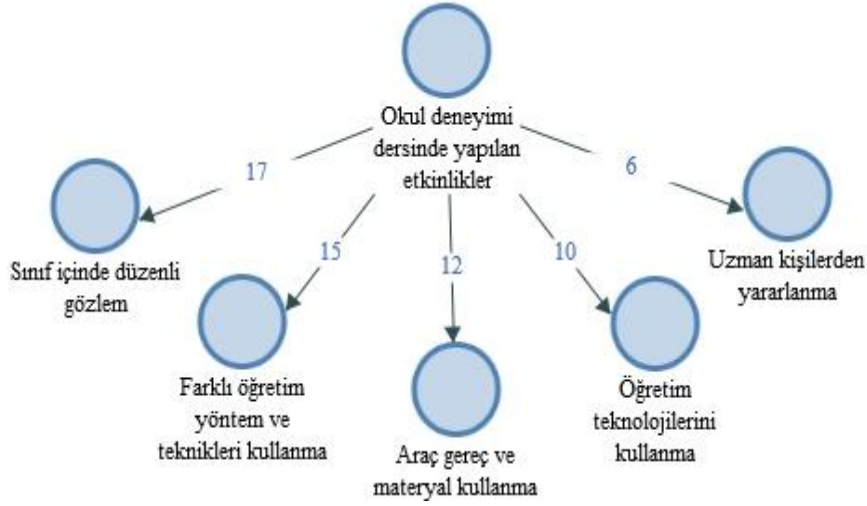 Okul deneyimi
dersinde yapılan
etkinlikler
17
15
12
10
6
Sınıf içinde düzenli
gözlem
Farklı öğretim
yöntem ve
teknikleri kullanma
Araç gereç ve
materyal kullanma
Öğretim
teknolojilerini
kullanma
Uzman kişilerden
yararlanma